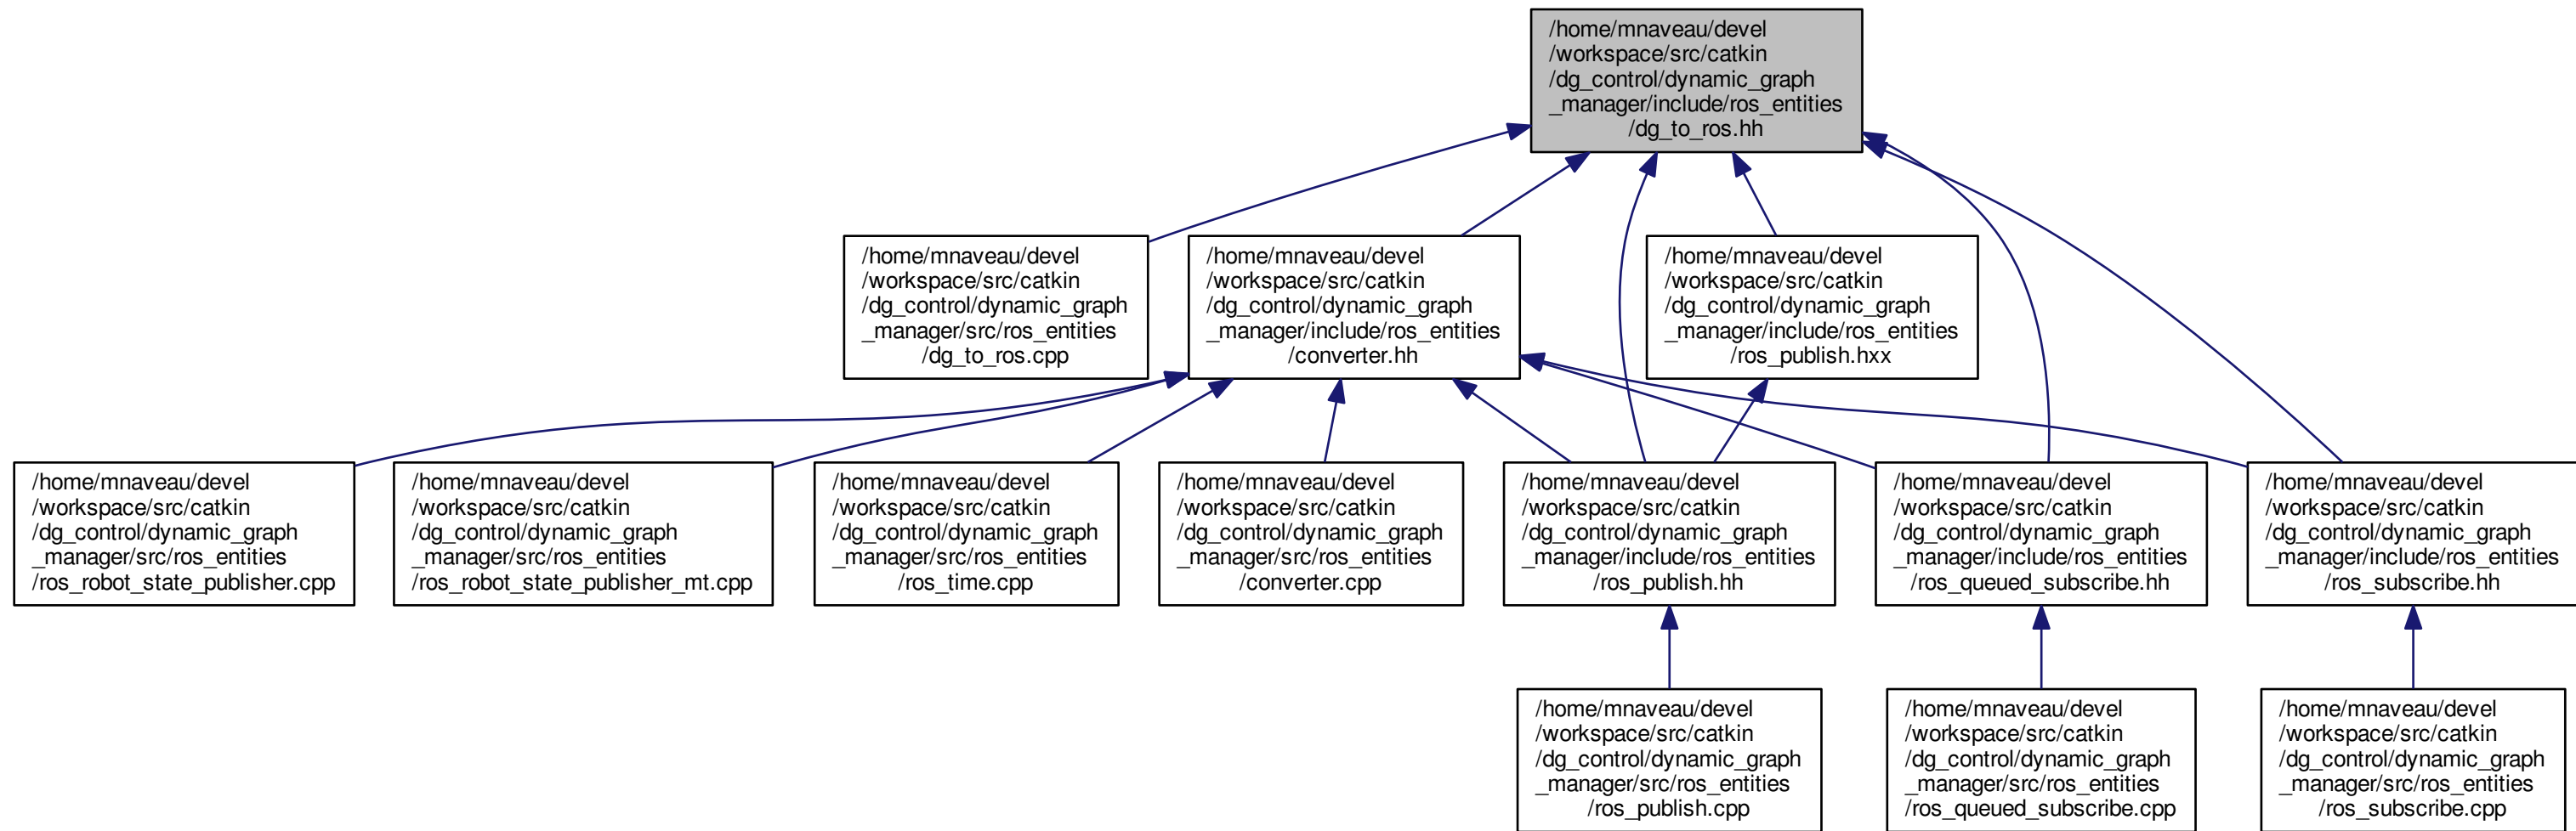 /home/mnaveau/devel
/workspace/src/catkin
/dg_control/dynamic_graph
_manager/include/ros_entities
/dg_to_ros.hh
/home/mnaveau/devel
/workspace/src/catkin
/dg_control/dynamic_graph
_manager/src/ros_entities
/dg_to_ros.cpp
/home/mnaveau/devel
/workspace/src/catkin
/dg_control/dynamic_graph
_manager/include/ros_entities
/converter.hh
/home/mnaveau/devel
/workspace/src/catkin
/dg_control/dynamic_graph
_manager/include/ros_entities
/ros_publish.hxx
/home/mnaveau/devel
/workspace/src/catkin
/dg_control/dynamic_graph
_manager/src/ros_entities
/ros_robot_state_publisher.cpp
/home/mnaveau/devel
/workspace/src/catkin
/dg_control/dynamic_graph
_manager/src/ros_entities
/ros_robot_state_publisher_mt.cpp
/home/mnaveau/devel
/workspace/src/catkin
/dg_control/dynamic_graph
_manager/src/ros_entities
/ros_time.cpp
/home/mnaveau/devel
/workspace/src/catkin
/dg_control/dynamic_graph
_manager/src/ros_entities
/converter.cpp
/home/mnaveau/devel
/workspace/src/catkin
/dg_control/dynamic_graph
_manager/include/ros_entities
/ros_publish.hh
/home/mnaveau/devel
/workspace/src/catkin
/dg_control/dynamic_graph
_manager/include/ros_entities
/ros_queued_subscribe.hh
/home/mnaveau/devel
/workspace/src/catkin
/dg_control/dynamic_graph
_manager/include/ros_entities
/ros_subscribe.hh
/home/mnaveau/devel
/workspace/src/catkin
/dg_control/dynamic_graph
_manager/src/ros_entities
/ros_publish.cpp
/home/mnaveau/devel
/workspace/src/catkin
/dg_control/dynamic_graph
_manager/src/ros_entities
/ros_queued_subscribe.cpp
/home/mnaveau/devel
/workspace/src/catkin
/dg_control/dynamic_graph
_manager/src/ros_entities
/ros_subscribe.cpp